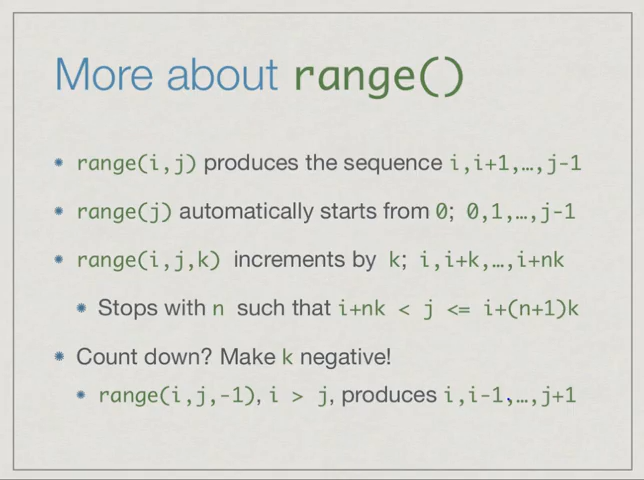 More about range()
range(i,j) produces the sequence i,i+1,…,j-1
range(j) automatically starts from 0; 0,1,…,j-1
range(i,j,k) increments by k; i,i+k,…,i+nk
Stops with n such that i+nk < j <= i+(n+1)k
Count down? Make k negative!
range(i,j,-1), i > j, produces i,i-1,…,j+1